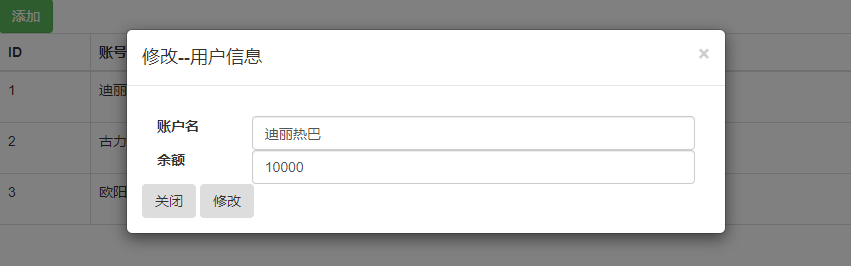 添加
修改--用户信息 ×
ID 账号
账户名 迪丽热巴
1 迪丽
余额 10000
2 古力
关闭 修改
3 欧阳